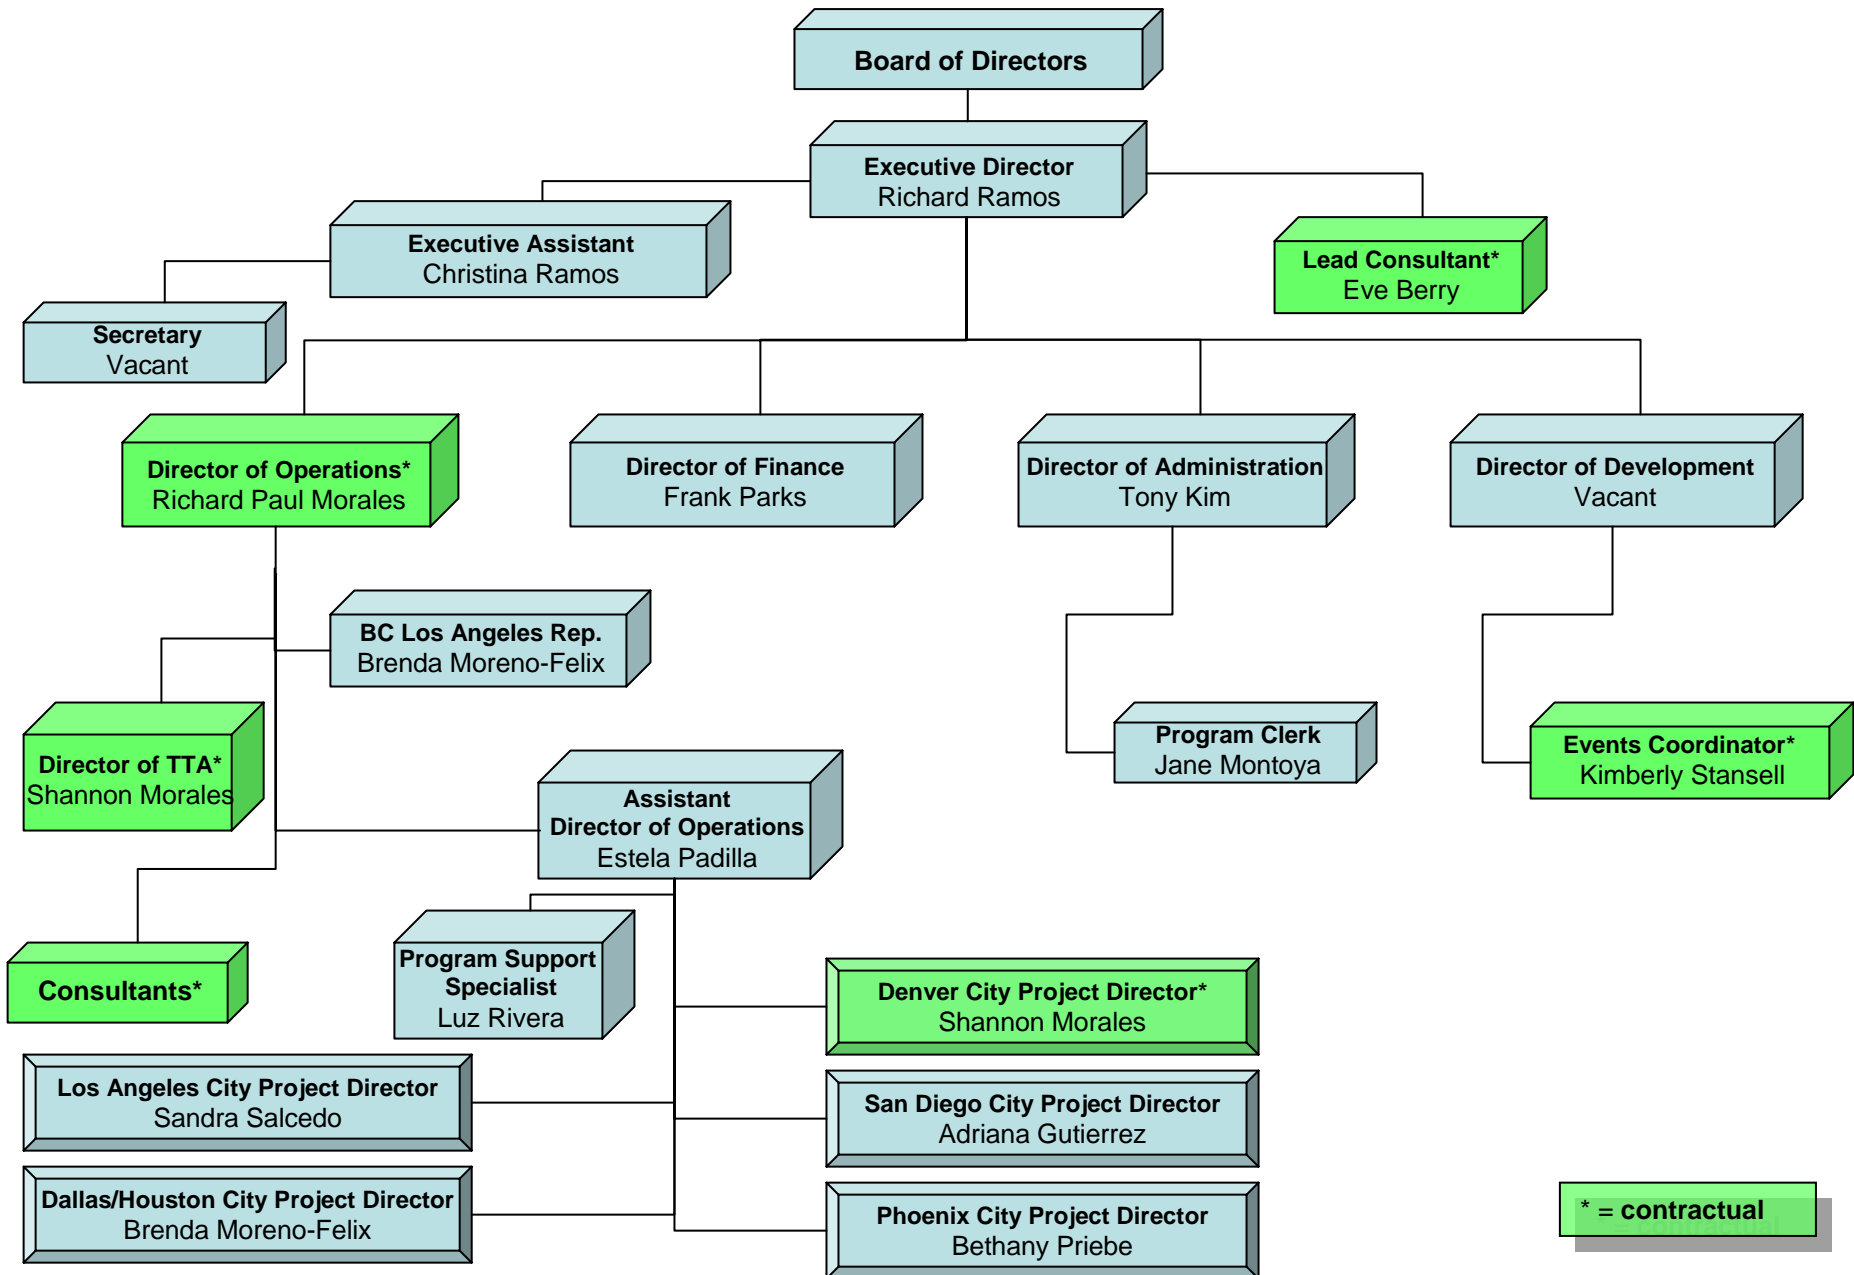 Board of Directors
Executive Director
Richard Ramos
Executive Assistant
Christina Ramos
Lead Consultant*
Eve Berry
Secretary
Vacant
Director of Operations*
Richard Paul Morales
Director of Finance
Frank Parks
Director of Administration
Tony Kim
Director of Development
Vacant
BC Los Angeles Rep.
Brenda Moreno-Felix
Director of TTA*
Shannon Morales
Program Clerk
Jane Montoya
Events Coordinator*
Kimberly Stansell
Assistant
Director of Operations
Estela Padilla
Consultants*
Program Support
Specialist
Luz Rivera
Denver City Project Director*
Shannon Morales
Los Angeles City Project Director
Sandra Salcedo
San Diego City Project Director
Adriana Gutierrez
Dallas/Houston City Project Director
Brenda Moreno-Felix
Phoenix City Project Director
Bethany Priebe
* = contractual